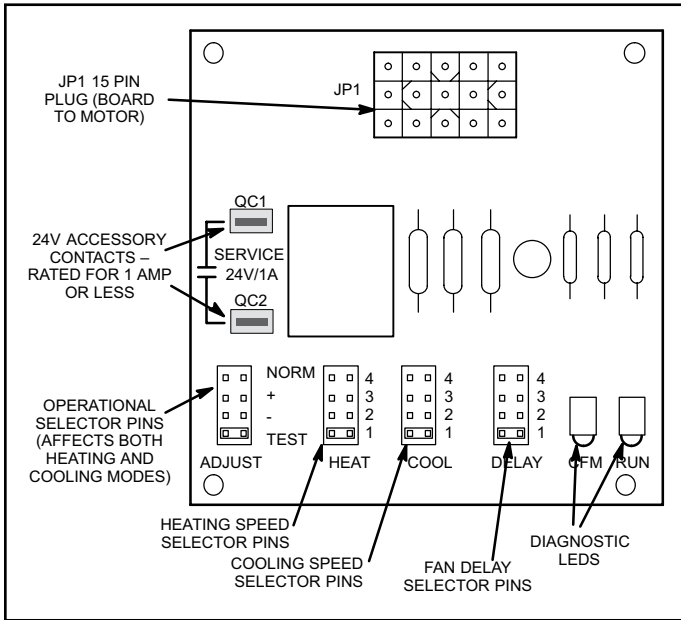 JP1 15 PIN
PLUG (BOARD
TO MOTOR)
JP1
QC1
24V ACCESSORY
CONTACTS –
RATED FOR 1 AMP
OR LESS
SERVICE
24V/1A
QC2
OPERATIONAL
SELECTOR PINS
(AFFECTS BOTH
HEATING AND
COOLING MODES)
NORM
+
-
TEST
ADJUST
4
3
2
1
HEAT
4
3
2
1
COOL
4
3
2
1
DELAY
CFM
RUN
HEATING SPEED
SELECTOR PINS
COOLING SPEED
SELECTOR PINS
FAN DELAY
SELECTOR PINS
DIAGNOSTIC
LEDS